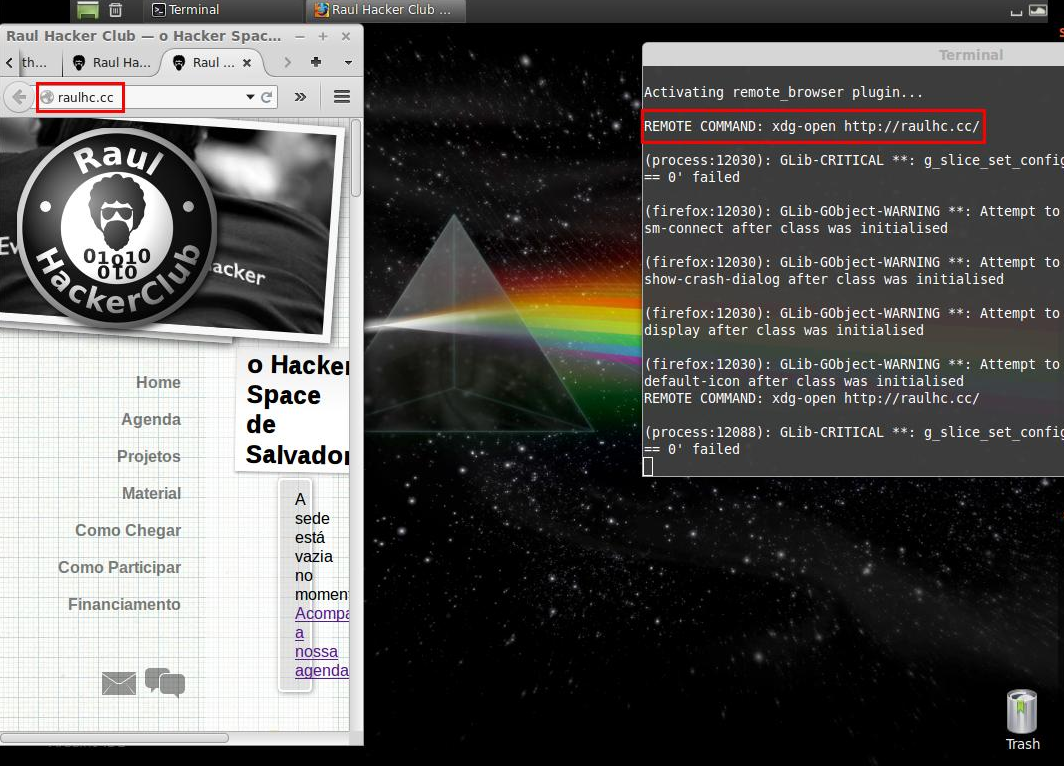 Terminal
Raul Hacker Club ...
Raul Hacker Club — o Hacker Spac...
th...
Raul Ha...
Raul ...
raulhc.cc
Raul
HackerClub
01010
010
Ev
acker
Home
Agenda
Projetos
Material
Como Chegar
Como Participar
Financiamento
o Hacker
Space
de
Salvador
A
sede
está
vazia
no
momen
Acompa
a
nossa
agenda
Terminal
Activating remote_browser plugin...
REMOTE COMMAND: xdg-open http://raulhc.cc/
(process:12030): GLib-CRITICAL **: g_slice_set_config
== 0' failed
(firefox:12030): GLib-GObject-WARNING **: Attempt to
sm-connect after class was initialised
(firefox:12030): GLib-GObject-WARNING **: Attempt to
show-crash-dialog after class was initialised
(firefox:12030): GLib-GObject-WARNING **: Attempt to
display after class was initialised
(firefox:12030): GLib-GObject-WARNING **: Attempt to
default-icon after class was initialised
REMOTE COMMAND: xdg-open http://raulhc.cc/
(process:12088): GLib-CRITICAL **: g_slice_set_config
== 0' failed
Trash